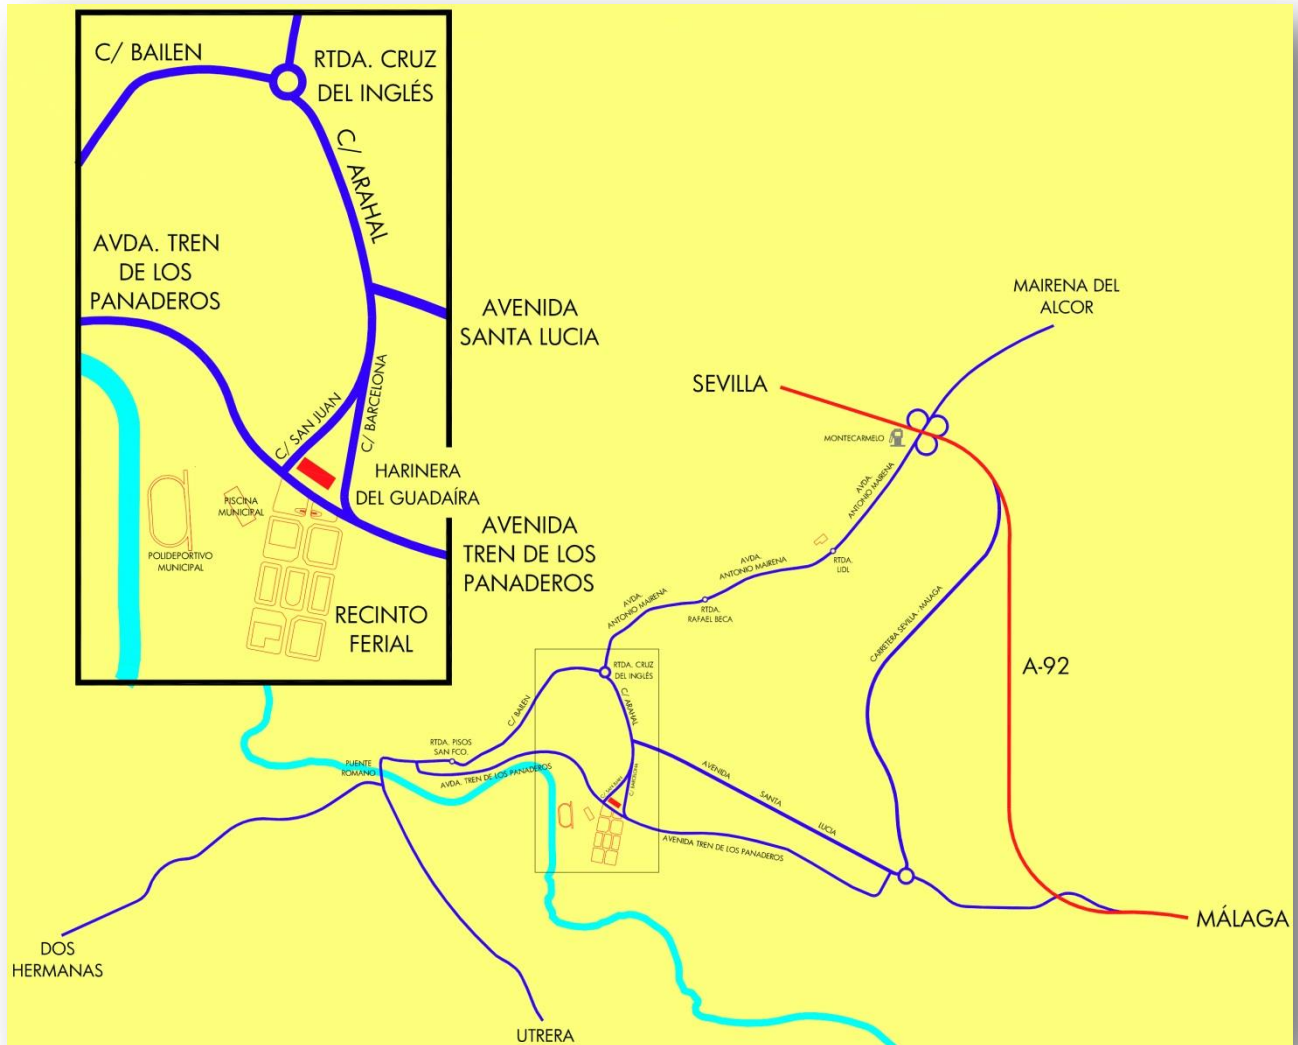 C/ BAILEN
RTDA. CRUZ
DEL INGLÉS
C/ ARAHAL
AVDA. TREN
DE LOS
PANADEROS
AVENIDA
SANTA LUCIA
C/ SAN JUAN
C/ BARCELONA
HARINERA
DEL GUADAÍRA
PISCINA
MUNICIPAL
POLIDEPORTIVO
MUNICIPAL
AVENIDA
TREN DE LOS
PANADEROS
RECINTO
FERIAL
MAIRENA DEL
ALCOR
SEVILLA
MONTECARMELO
AVDA.
ANTONIO MAIRENA
RTDA.
LIDL
AVDA.
ANTONIO MAIRENA
RTDA.
RAFAEL BECA
AVDA.
ANTONIO MAIRENA
CARRETERA SEVILLA - MALAGA
A-92
RTDA. CRUZ
DEL INGLÉS
C/ ARAHAL
C/ BAILEN
RTDA. PISOS
SAN FCO.
PUENTE
ROMANO
AVDA. TREN DE LOS PANADEROS
C/ SAN JUAN
C/ BARCELONA
AVENIDA
SANTA
LUCIA
AVENIDA TREN DE LOS PANADEROS
MÁLAGA
DOS
HERMANAS
UTRERA